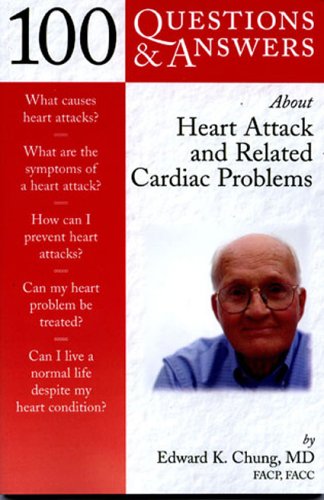 100 QUESTIONS
& ANSWERS
About
Heart Attack
and Related
Cardiac Problems
What causes
heart attacks?
What are the
symptoms of
a heart attack?
How can I
prevent heart
attacks?
Can my heart
problem be
treated?
Can I live a
normal life
despite my
heart condition?
by
Edward K. Chung, MD
FACP, FACC